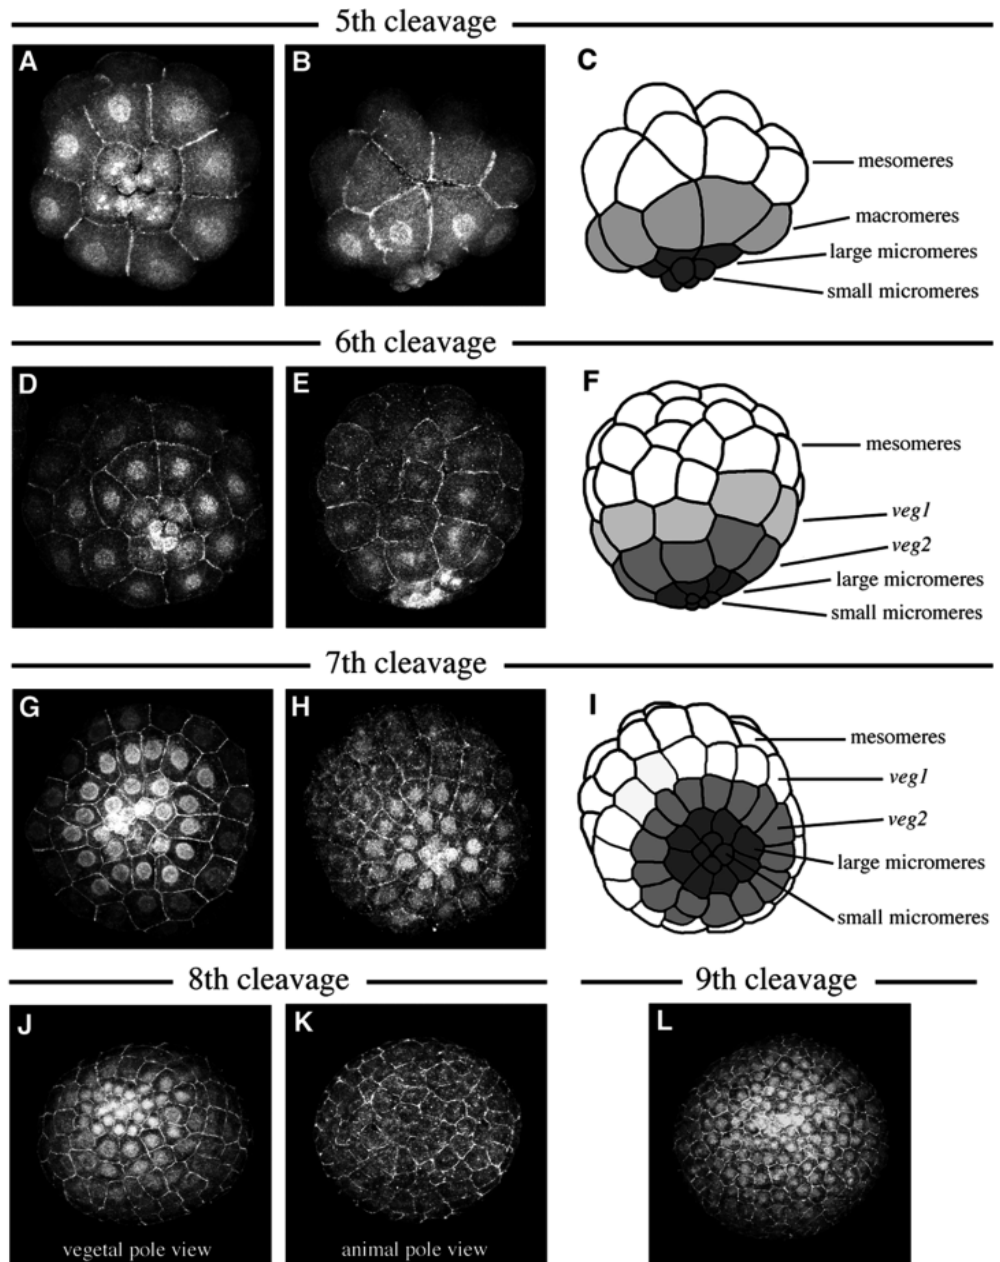 5th cleavage
A
B
C
mesomeres
macromeres
large micromeres
small micromeres
6th cleavage
D
E
F
mesomeres
veg1
veg2
large micromeres
small micromeres
7th cleavage
G
H
I
mesomeres
veg1
veg2
large micromeres
small micromeres
8th cleavage
9th cleavage
J
K
L
vegetal pole view
animal pole view